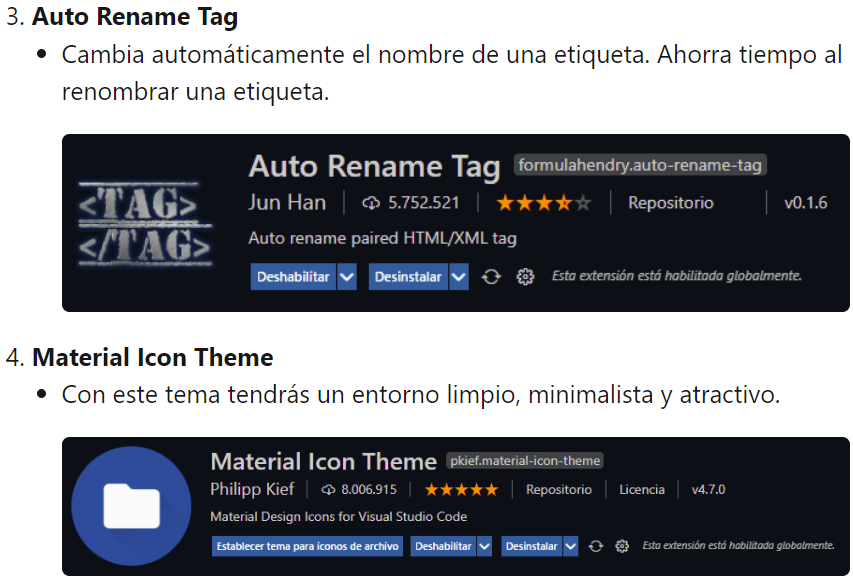 3. Auto Rename Tag
• Cambia automáticamente el nombre de una etiqueta. Ahorra tiempo al
renombrar una etiqueta.
<TAG>
</TAG>
Auto Rename Tag formulahendry.auto-rename-tag
Jun Han | 5.752.521 | Repositorio | v0.1.6
Auto rename paired HTML/XML tag
Deshabilitar Desinstalar Esta extensión está habilitada globalmente.
4. Material Icon Theme
• Con este tema tendrás un entorno limpio, minimalista y atractivo.
Material Icon Theme pkief.material-icon-theme
Philipp Kief | 8.006.915 | Repositorio | Licencia | v4.7.0
Material Design Icons for Visual Studio Code
Establecer tema para iconos de archivo Deshabilitar Desinstalar Esta extensión está habilitada globalmente.